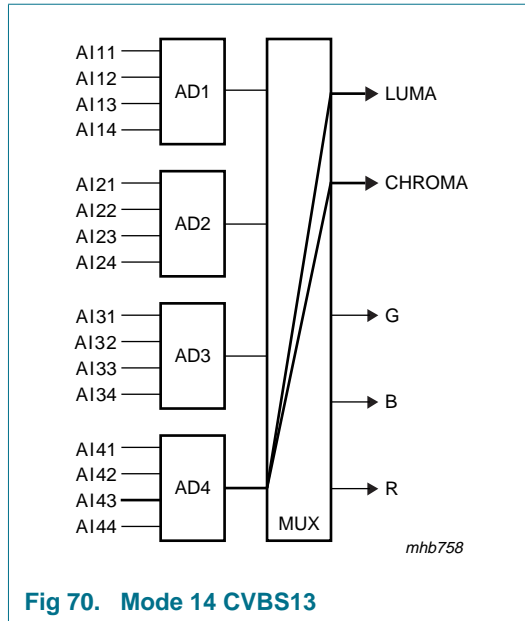 AI11
AI12
AI13
AI14
AD1
AI21
AI22
AI23
AI24
AD2
AI31
AI32
AI33
AI34
AD3
AI41
AI42
AI43
AI44
AD4
MUX
LUMA
CHROMA
G
B
R
mhb758
Fig 70. Mode 14 CVBS13